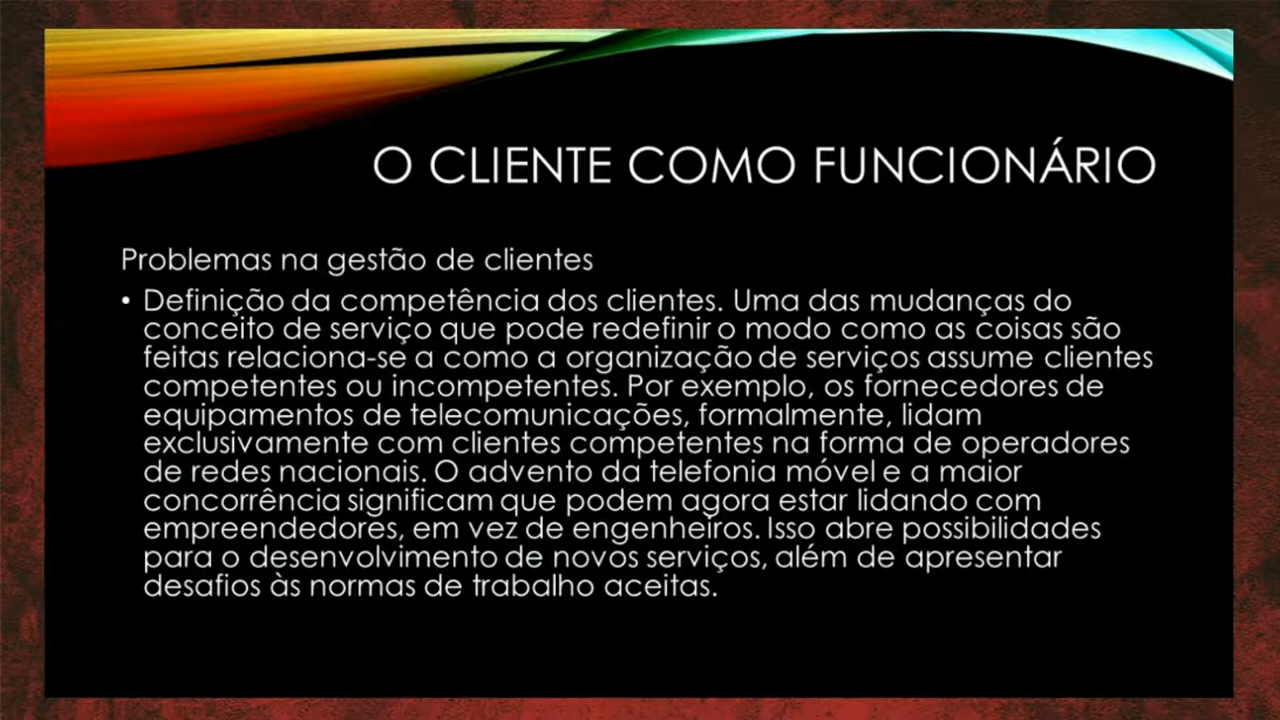 O CLIENTE COMO FUNCIONÁRIO
Problemas na gestão de clientes
• Definição da competência dos clientes. Uma das mudanças do
conceito de serviço que pode redefinir o modo como as coisas são
feitas relaciona-se a como a organização de serviços assume clientes
competentes ou incompetentes. Por exemplo, os fornecedores de
equipamentos de telecomunicações, formalmente, lidam
exclusivamente com clientes competentes na forma de operadores
de redes nacionais. O advento da telefonia móvel e a maior
concorrência significam que podem agora estar lidando com
empreendedores, em vez de engenheiros. Isso abre possibilidades
para o desenvolvimento de novos serviços, além de apresentar
desafios às normas de trabalho aceitas.